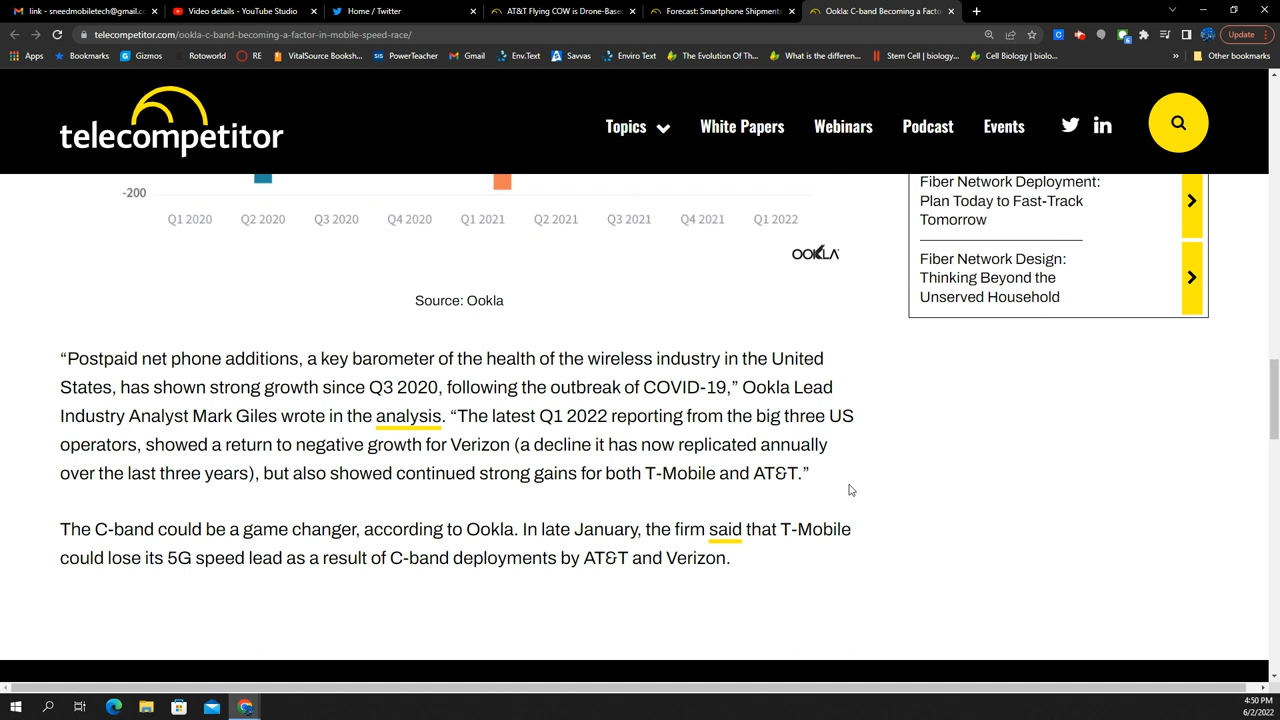 link - sneedmobiletech@gmail.c
Video details - YouTube Studio
Home / Twitter
AT&T Flying COW is Drone-Base
Forecast: Smartphone Shipments
Ookla: C-band Becoming a Facto
telecompetitor.com/ookla-c-band-becoming-a-factor-in-mobile-speed-race/
Update
Apps
Bookmarks
Gizmos
Rotoworld
RE
VitalSource Booksh...
SIS
PowerTeacher
Gmail
Env.Text
Savvas
Enviro Text
The Evolution Of Th...
What is the differen...
Stem Cell | biology...
Cell Biology | biolo...
»
Other bookmarks
telecompetitor
Topics
White Papers
Webinars
Podcast
Events
-200
Q1 2020 Q2 2020 Q3 2020 Q4 2020 Q1 2021 Q2 2021 Q3 2021 Q4 2021 Q1 2022
OOKLA
Source: Ookla
Fiber Network Deployment:
Plan Today to Fast-Track
Tomorrow
Fiber Network Design:
Thinking Beyond the
Unserved Household
“Postpaid net phone additions, a key barometer of the health of the wireless industry in the United
States, has shown strong growth since Q3 2020, following the outbreak of COVID-19,” Ookla Lead
Industry Analyst Mark Giles wrote in the analysis. “The latest Q1 2022 reporting from the big three US
operators, showed a return to negative growth for Verizon (a decline it has now replicated annually
over the last three years), but also showed continued strong gains for both T-Mobile and AT&T.”
The C-band could be a game changer, according to Ookla. In late January, the firm said that T-Mobile
could lose its 5G speed lead as a result of C-band deployments by AT&T and Verizon.
4:50 PM
6/2/2022